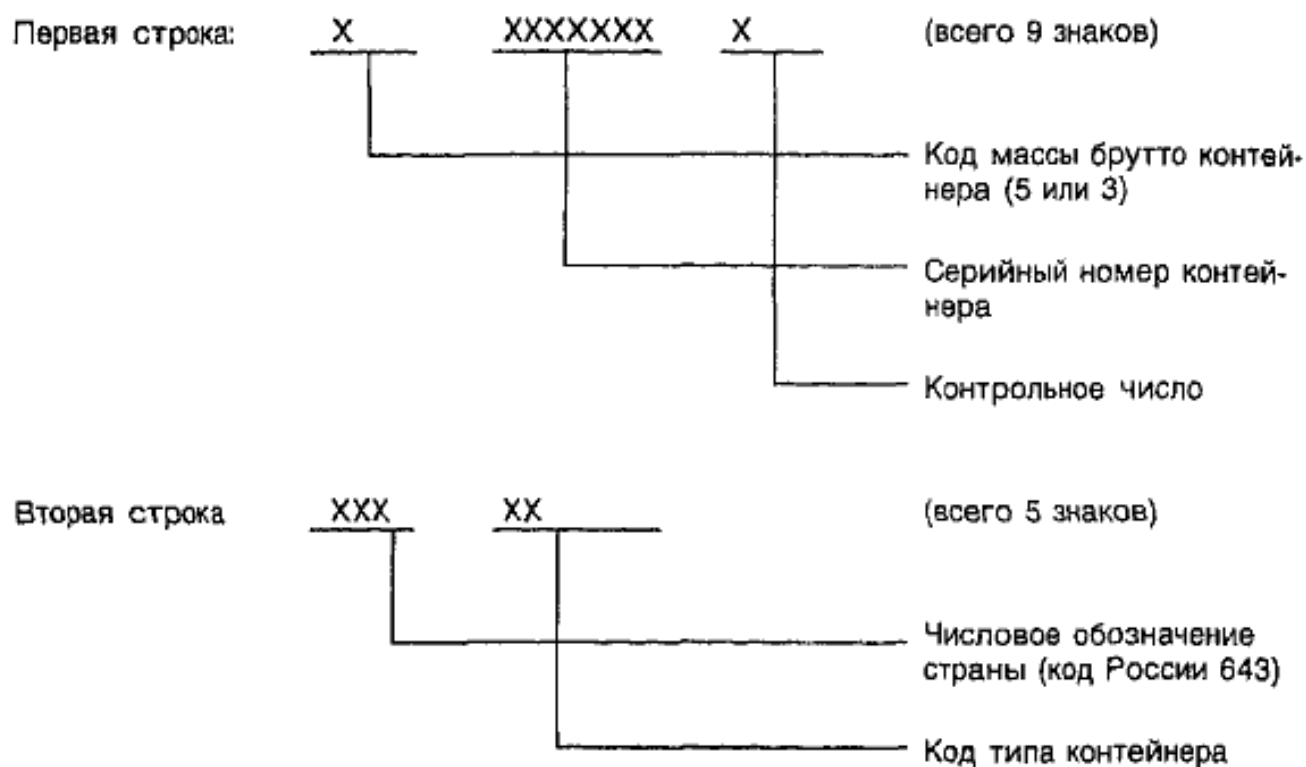 Первая строка: X XXXXXXX X (всего 9 знаков)
Код массы брутто контей-
нера (5 или 3)
Серийный номер контей-
нера
Контрольное число
Вторая строка XXX XX (всего 5 знаков)
Числовое обозначение
страны (код России 643)
Код типа контейнера